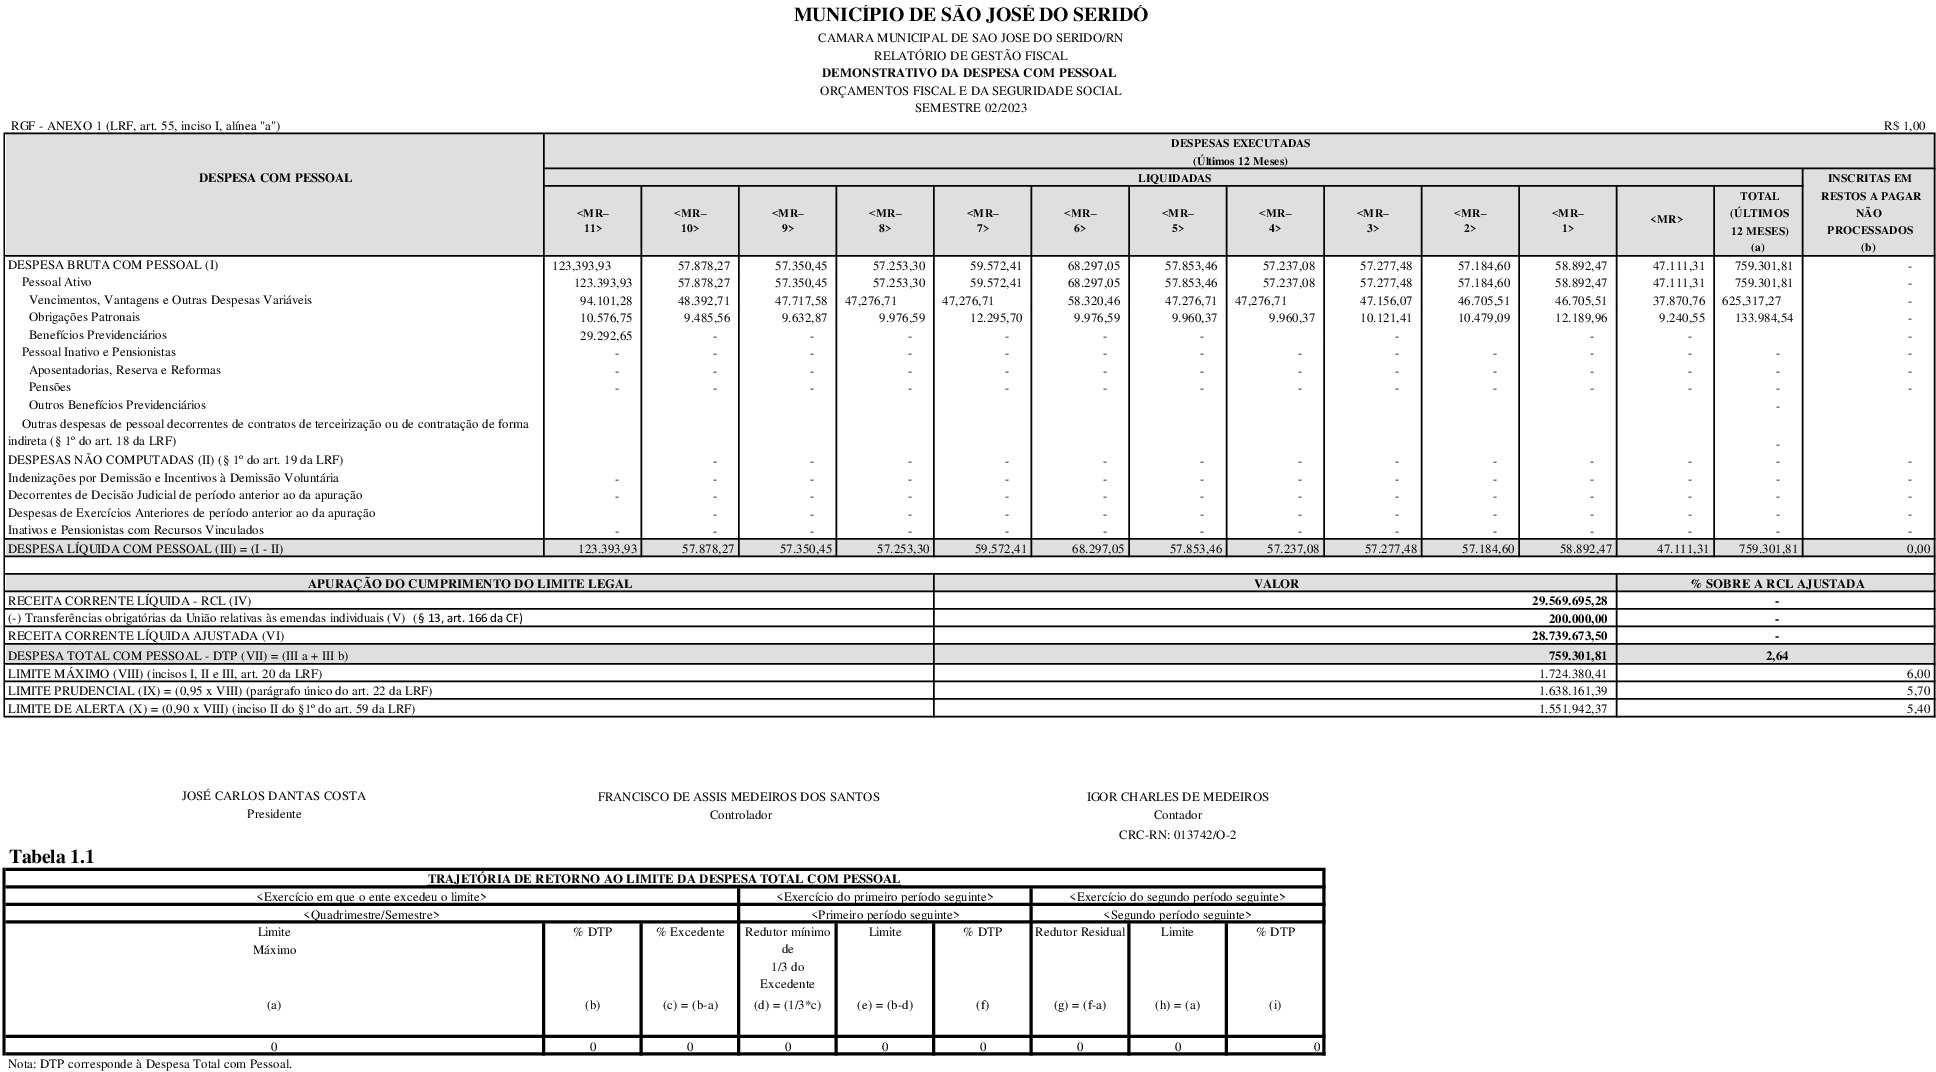 MUNICÍPIO DE SÃO JOSÉ DO SERIDÓ
CAMARA MUNICIPAL DE SAO JOSE DO SERIDO/RN
RELATÓRIO DE GESTÃO FISCAL
DEMONSTRATIVO DA DESPESA COM PESSOAL
ORÇAMENTOS FISCAL E DA SEGURIDADE SOCIAL
SEMESTRE 02/2023
RGF - ANEXO 1 (LRF, art. 55, inciso I, alínea "a") R$ 1,00
DESPESA COM PESSOAL
DESPESAS EXECUTADAS
(Últimos 12 Meses)
LIQUIDADAS
<MR–
11>
<MR–
10>
<MR–
9>
<MR–
8>
<MR–
7>
<MR–
6>
<MR–
5>
<MR–
4>
<MR–
3>
<MR–
2>
<MR–
1>
<MR>
TOTAL
(ÚLTIMOS
12 MESES)
(a)
INSCRITAS EM
RESTOS A PAGAR
NÃO
PROCESSADOS
(b)
DESPESA BRUTA COM PESSOAL (I) 123,393,93 57.878,27 57.350,45 57.253,30 59.572,41 68.297,05 57.853,46 57.237,08 57.277,48 57.184,60 58.892,47 47.111,31 759.301,81 -
Pessoal Ativo 123.393,93 57.878,27 57.350,45 57.253,30 59.572,41 68.297,05 57.853,46 57.237,08 57.277,48 57.184,60 58.892,47 47.111,31 759.301,81 -
Vencimentos, Vantagens e Outras Despesas Variáveis 94.101,28 48.392,71 47.717,58 47,276,71 47,276,71 58.320,46 47.276,71 47,276,71 47.156,07 46.705,51 46.705,51 37.870,76 625,317,27 -
Obrigações Patronais 10.576,75 9.485,56 9.632,87 9.976,59 12.295,70 9.976,59 9.960,37 9.960,37 10.121,41 10.479,09 12.189,96 9.240,55 133.984,54 -
Benefícios Previdenciários 29.292,65 - - - - - - - - - -
Pessoal Inativo e Pensionistas - - - - - - - - - - - - - -
Aposentadorias, Reserva e Reformas - - - - - - - - - - - - - -
Pensões - - - - - - - - - - - - - -
Outros Benefícios Previdenciários -
Outras despesas de pessoal decorrentes de contratos de terceirização ou de contratação de forma
indireta (§ 1º do art. 18 da LRF) -
DESPESAS NÃO COMPUTADAS (II) (§ 1º do art. 19 da LRF) - - - - - - - - - - - - -
Indenizações por Demissão e Incentivos à Demissão Voluntária - - - - - - - - - - - - - -
Decorrentes de Decisão Judicial de período anterior ao da apuração - - - - - - - - - - - - - -
Despesas de Exercícios Anteriores de período anterior ao da apuração - - - - - - - - - - - - -
Inativos e Pensionistas com Recursos Vinculados - - - - - - - - - - - - - -
DESPESA LÍQUIDA COM PESSOAL (III) = (I - II) 123.393,93 57.878,27 57.350,45 57.253,30 59.572,41 68.297,05 57.853,46 57.237,08 57.277,48 57.184,60 58.892,47 47.111,31 759.301,81 0,00
APURAÇÃO DO CUMPRIMENTO DO LIMITE LEGAL VALOR % SOBRE A RCL AJUSTADA
RECEITA CORRENTE LÍQUIDA - RCL (IV) 29.569.695,28 -
(-) Transferências obrigatórias da União relativas às emendas individuais (V) (§ 13, art. 166 da CF) 200.000,00 -
RECEITA CORRENTE LÍQUIDA AJUSTADA (VI) 28.739.673,50 -
DESPESA TOTAL COM PESSOAL - DTP (VII) = (III a + III b) 759.301,81 2,64
LIMITE MÁXIMO (VIII) (incisos I, II e III, art. 20 da LRF) 1.724.380,41 6,00
LIMITE PRUDENCIAL (IX) = (0,95 x VIII) (parágrafo único do art. 22 da LRF) 1.638.161,39 5,70
LIMITE DE ALERTA (X) = (0,90 x VIII) (inciso II do §1º do art. 59 da LRF) 1.551.942,37 5,40
JOSÉ CARLOS DANTAS COSTA
Presidente
FRANCISCO DE ASSIS MEDEIROS DOS SANTOS
Controlador
IGOR CHARLES DE MEDEIROS
Contador
CRC-RN: 013742/O-2
Tabela 1.1
TRAJETÓRIA DE RETORNO AO LIMITE DA DESPESA TOTAL COM PESSOAL
<Exercício em que o ente excedeu o limite> <Exercício do primeiro período seguinte> <Exercício do segundo período seguinte>
<Quadrimestre/Semestre> <Primeiro período seguinte> <Segundo período seguinte>
Limite
Máximo
% DTP
% Excedente
Redutor mínimo
de
1/3 do
Excedente
Limite
% DTP
Redutor Residual
Limite
% DTP
(a) (b) (c) = (b-a) (d) = (1/3*c) (e) = (b-d) (f) (g) = (f-a) (h) = (a) (i)
0 0 0 0 0 0 0 0 0
Nota: DTP corresponde à Despesa Total com Pessoal.